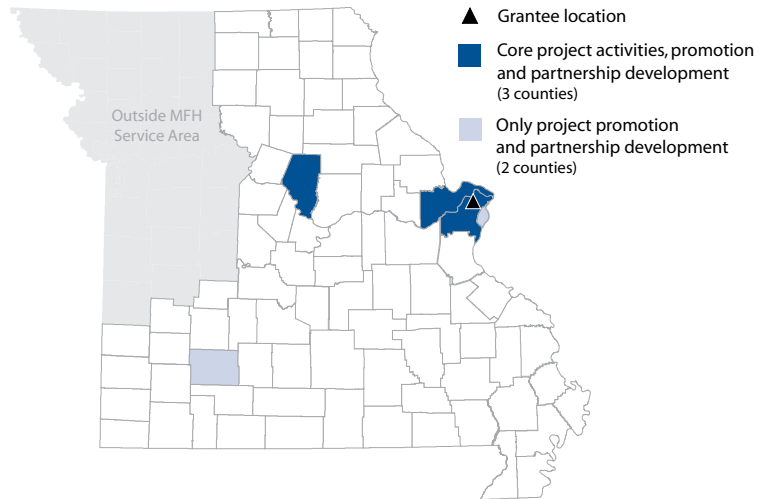 Grantee location
Core project activities, promotion
and partnership development
(3 counties)
Only project promotion
and partnership development
(2 counties)
Outside MFH
Service Area